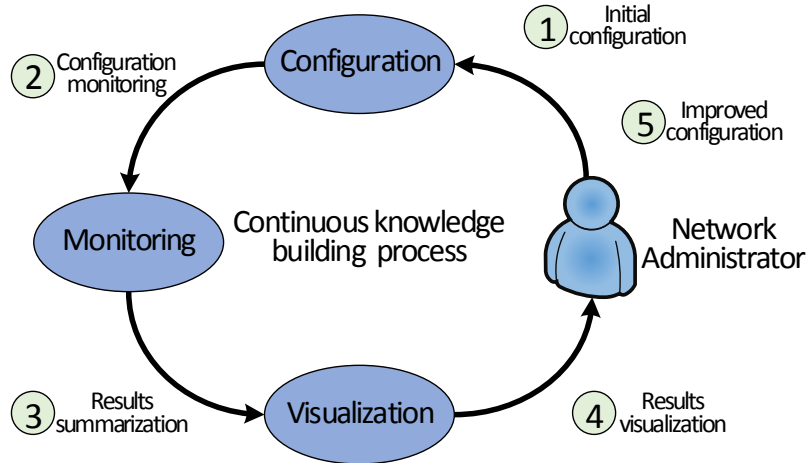 1
Initial
configuration
Configuration
2
Configuration
monitoring
5
Improved
configuration
Monitoring
Continuous knowledge
building process
Network
Administrator
3
Results
summarization
Visualization
4
Results
visualization